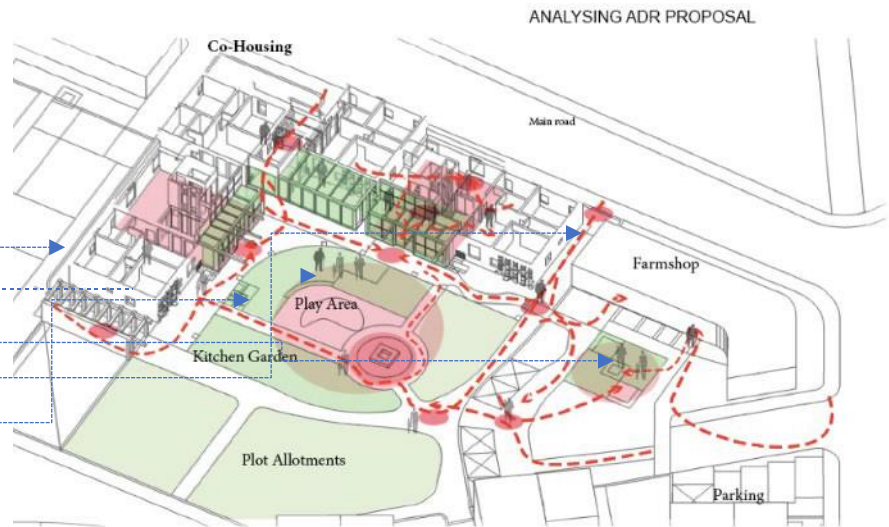 ANALYSING ADR PROPOSAL
Co-Housing
Main road
Farmshop
Play Area
Kitchen Garden
Plot Allotments
Parking